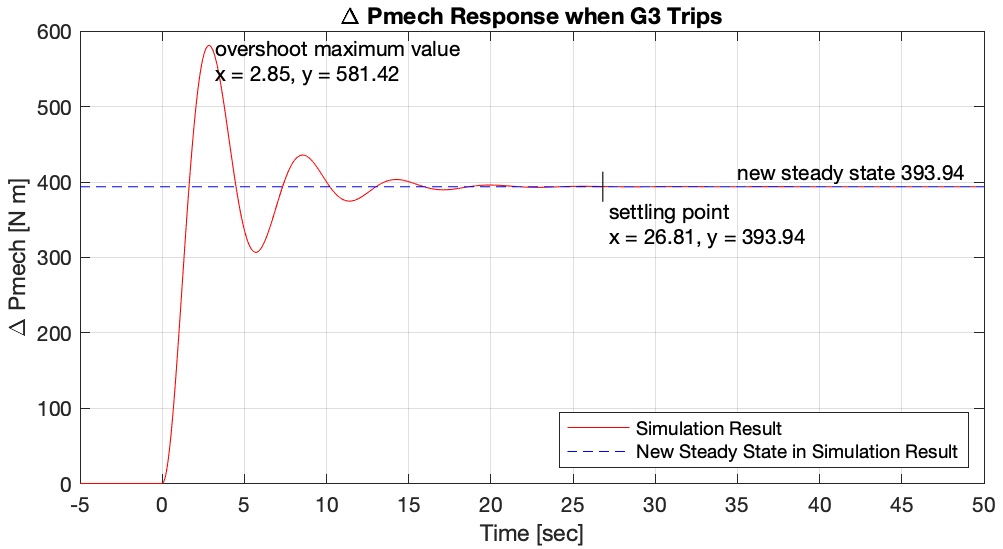 Δ Pmech Response when G3 Trips
Δ Pmech [N m]
600
500
400
300
200
100
0
overshoot maximum value
x = 2.85, y = 581.42
new steady state 393.94
settling point
x = 26.81, y = 393.94
Simulation Result
New Steady State in Simulation Result
-5 0 5 10 15 20 25 30 35 40 45 50
Time [sec]